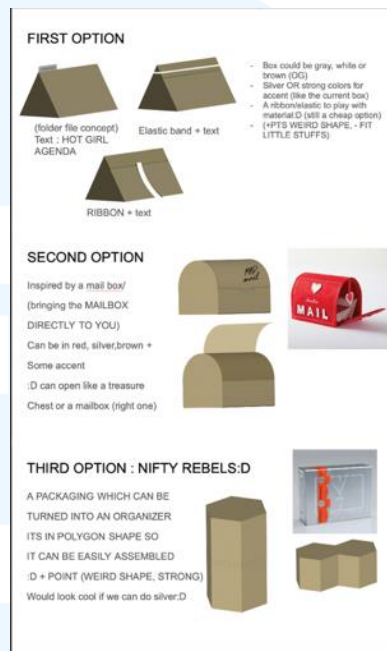 FIRST OPTION
(folder file concept)
Text : HOT GIRL
AGENDA
Elastic band + text
RIBBON + text
- Box could be gray, white or
brown (OG)
- Silver OR strong colors for
accent (like the current box)
- A ribbon/elastic to play with
material:D (still a cheap option)
- (+PTS WEIRD SHAPE, - FIT
LITTLE STUFFS)
SECOND OPTION
Inspired by a mail box/
(bringing the MAILBOX
DIRECTLY TO YOU)
Can be in red, silver,brown +
Some accent
:D can open like a treasure
Chest or a mailbox (right one)
mail
MAIL
THIRD OPTION : NIFTY REBELS:D
A PACKAGING WHICH CAN BE
TURNED INTO AN ORGANIZER
ITS IN POLYGON SHAPE SO
IT CAN BE EASILY ASSEMBLED
:D + POINT (WEIRD SHAPE, STRONG)
Would look cool if we can do silver:D